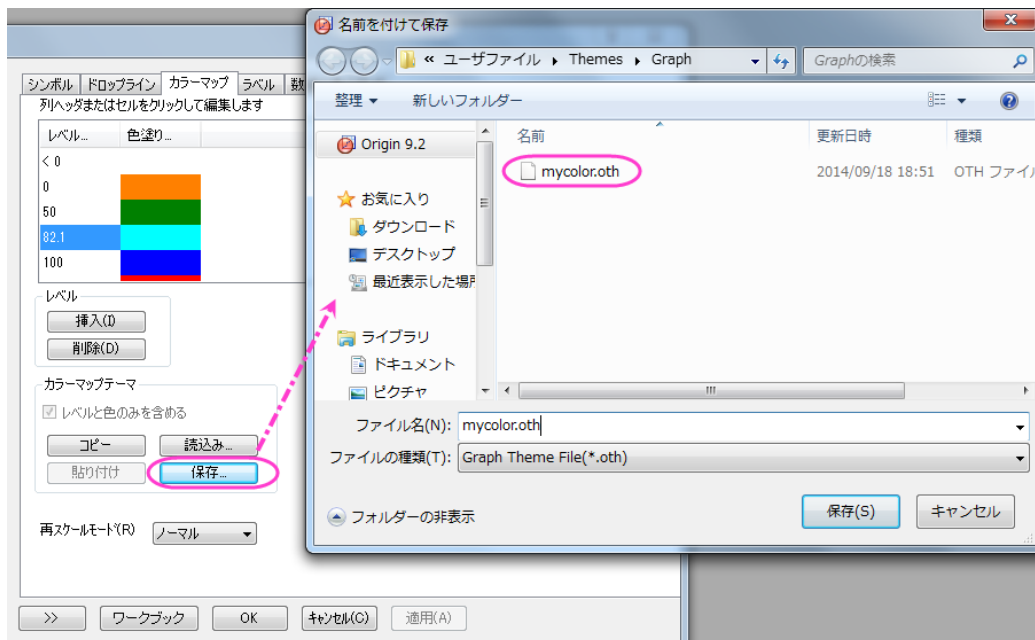 シンボル ドロップライン カラーマップ ラベル 数
列ヘッダまたはセルをクリックして編集します
レベル... 色塗り...
< 0
0
50
82.1
100
レベル
挿入(I)
削除(D)
カラーマップテーマ
レベルと色のみを含める
コピー 読込み...
貼り付け 保存...
再スケールモード(R) ノーマル
>> ワークブック OK キャンセル(C) 適用(A)
名前を付けて保存
« ユーザファイル Themes Graph Graphの検索
整理 新しいフォルダー
Origin 9.2
お気に入り
ダウンロード
デスクトップ
最近表示した場所
ライブラリ
ドキュメント
ピクチャ
名前 更新日時 種類
mycolor.oth 2014/09/18 18:51 OTH ファイ
ファイル名(N): mycolor.oth
ファイルの種類(T): Graph Theme File(*.oth)
フォルダーの非表示 保存(S) キャンセル